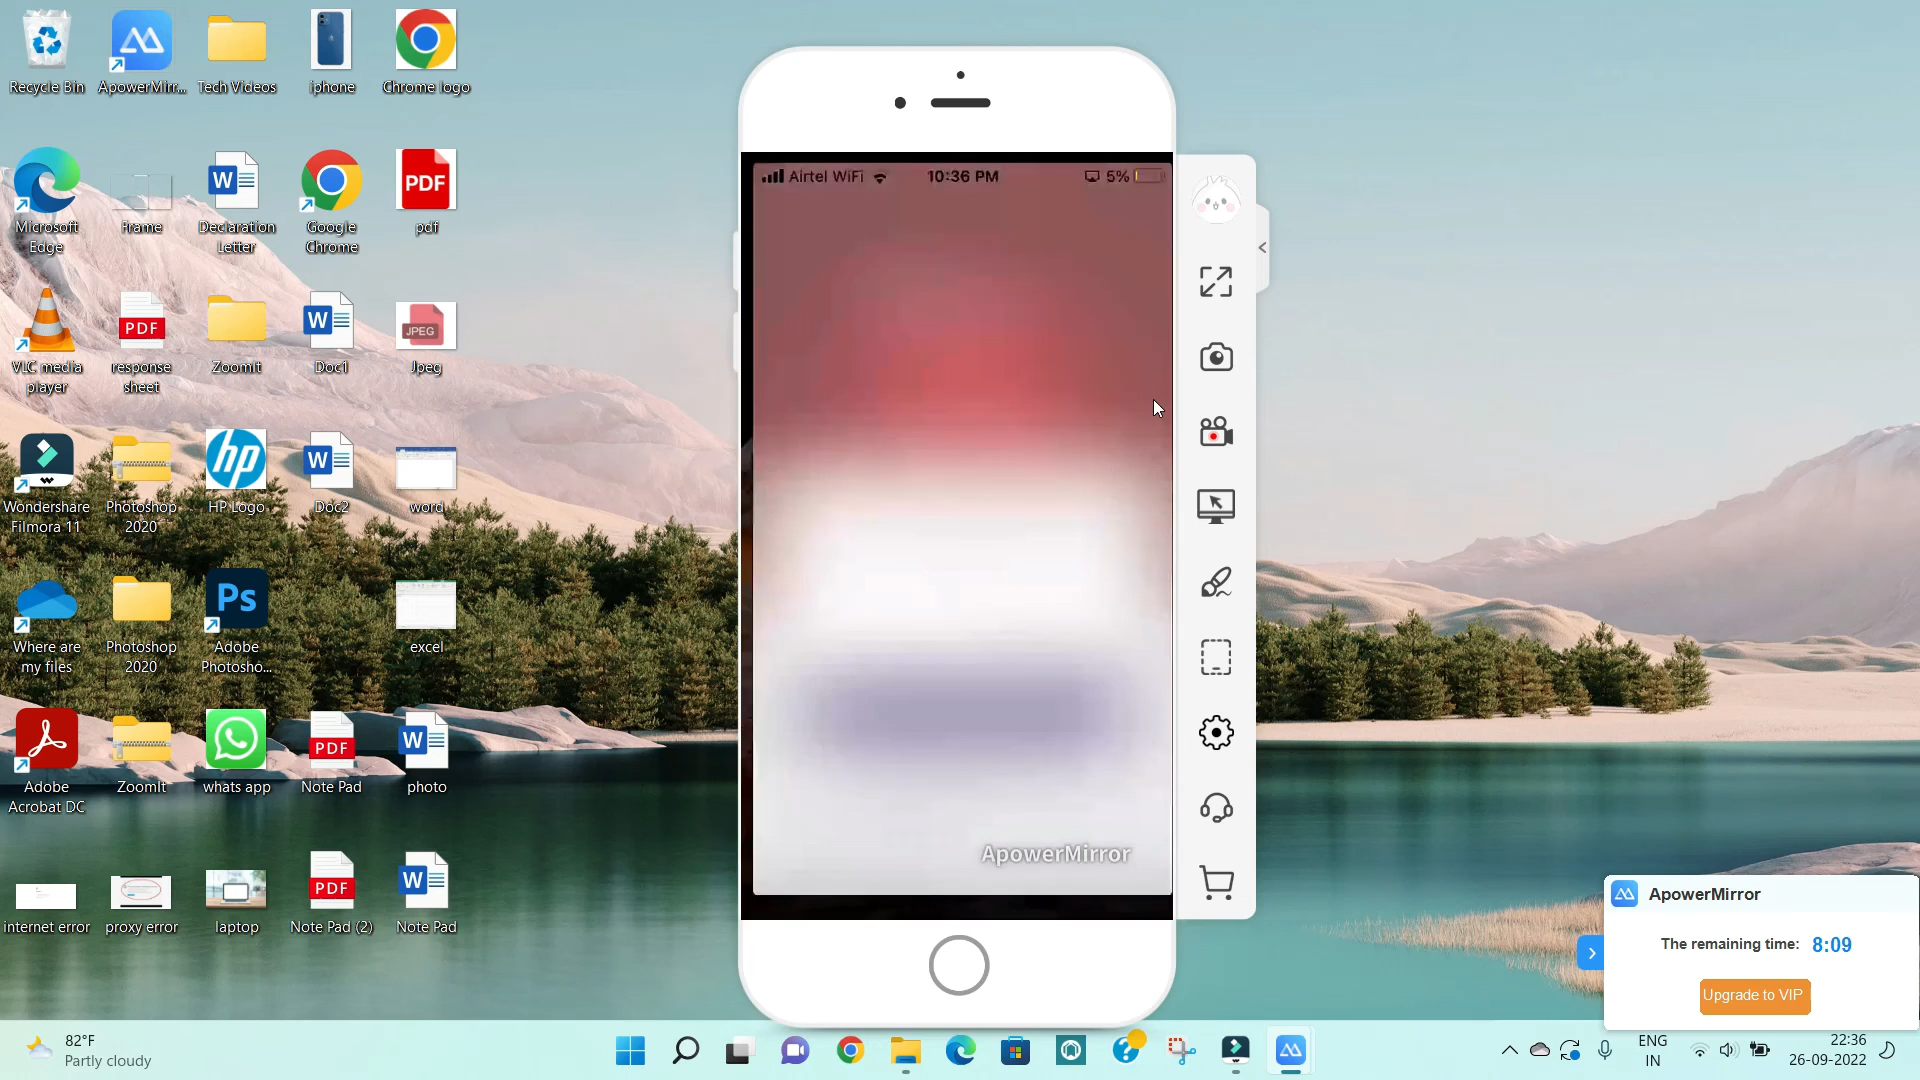 Recycle Bin
ApowerMirr...
Tech Videos
iphone
Chrome logo
Microsoft
Edge
Frame
Declaration
Letter
Google
Chrome
PDF
pdf
VLC media
player
PDF
response
sheet
ZoomIt
Doc1
JPEG
Jpeg
Wondershare
Filmora 11
Photoshop
2020
hp
HP Logo
Doc2
word
Where are
my files
Photoshop
2020
Ps
Adobe
Photosho...
excel
Adobe
Acrobat DC
ZoomIt
whats app
PDF
Note Pad
photo
internet error
proxy error
laptop
PDF
Note Pad (2)
Note Pad
Airtel WiFi
10:36 PM
5%
ApowerMirror
ApowerMirror
The remaining time: 8:09
Upgrade to VIP
82°F
Partly cloudy
ENG
IN
22:36
26-09-2022